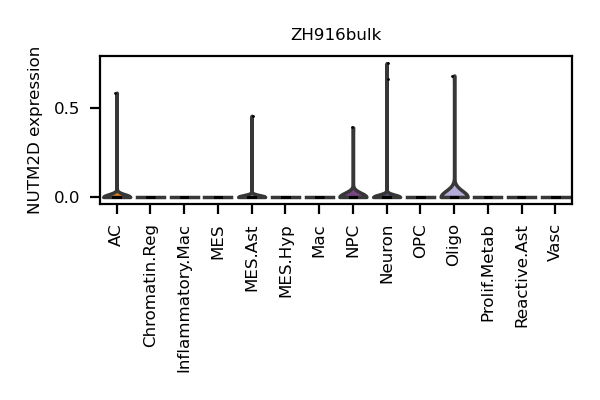 ZH916bulk
NUTM2D expression
0.5
0.0
AC
Chromatin.Reg
Inflammatory.Mac
MES
MES.Ast
MES.Hyp
Mac
NPC
Neuron
OPC
Oligo
Prolif.Metab
Reactive.Ast
Vasc